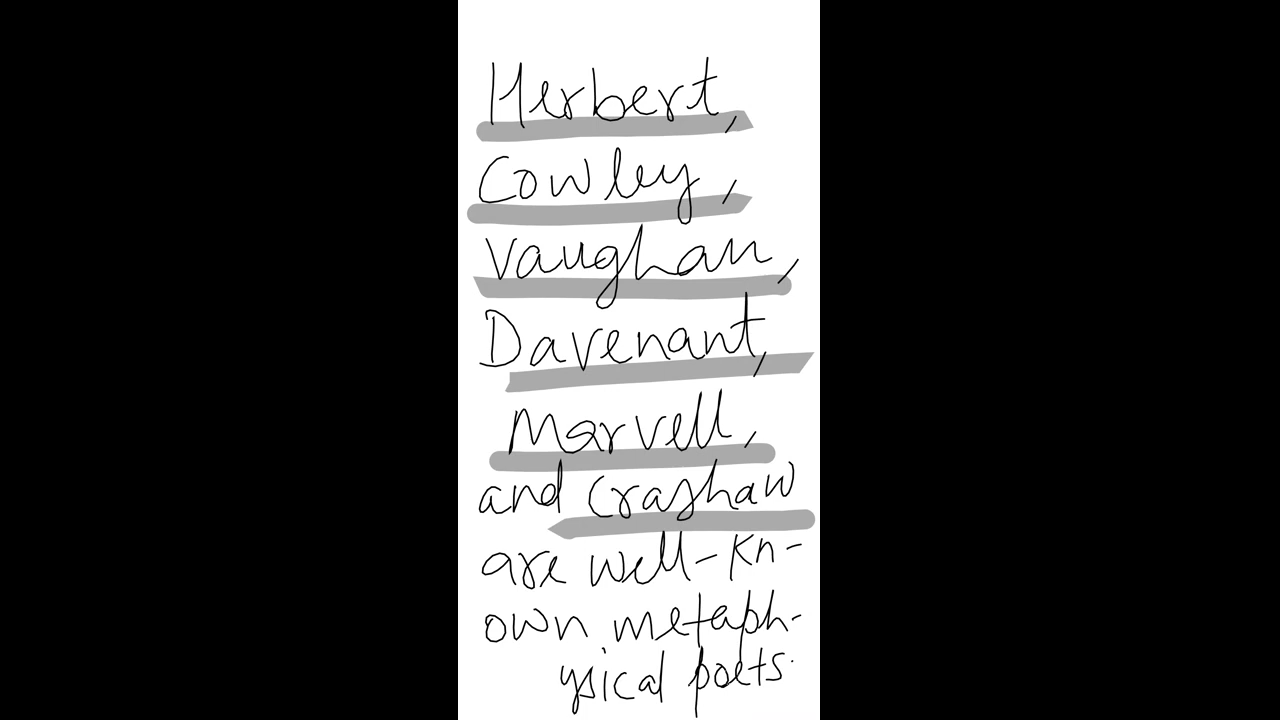 Herbert,
Cowley,
Vaughan,
Davenant,
Marvell,
and Crashaw
are well-kn-
own metaph-
ysical poets.